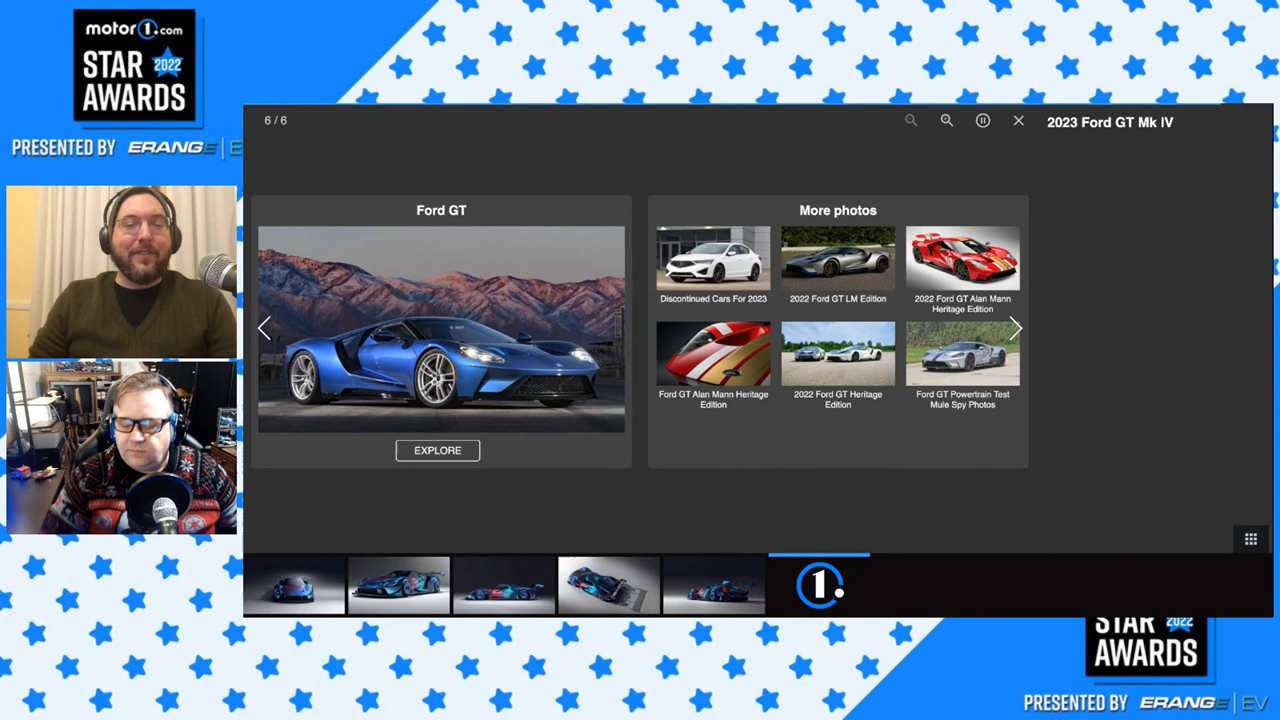 motor1.com
STAR 2022
AWARDS
PRESENTED BY ERANGE | E
6 / 6
2023 Ford GT Mk IV
Ford GT
EXPLORE
More photos
Discontinued Cars For 2023
2022 Ford GT LM Edition
2022 Ford GT Alan Mann
Heritage Edition
Ford GT Alan Mann Heritage
Edition
2022 Ford GT Heritage
Edition
Ford GT Powertrain Test
Mule Spy Photos
1.
STAR 2022
AWARDS
PRESENTED BY ERANGE | EV